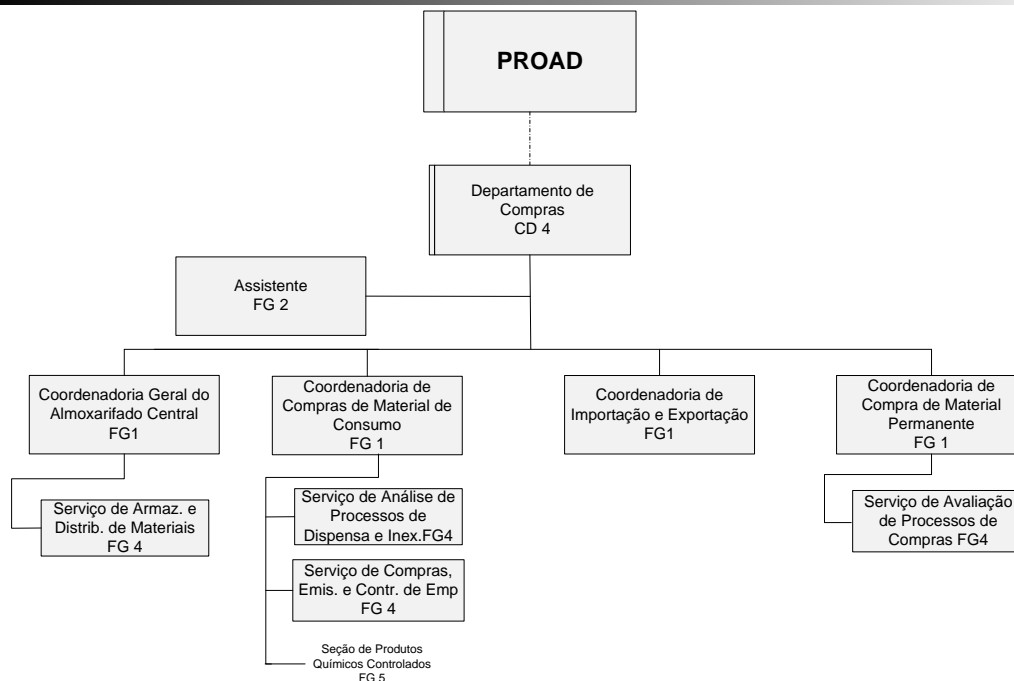 PROAD
Departamento de
Compras
CD 4
Assistente
FG 2
Coordenadoria Geral do
Almoxarifado Central
FG1
Coordenadoria de
Compras de Material de
Consumo
FG 1
Coordenadoria de
Importação e Exportação
FG1
Coordenadoria de
Compra de Material
Permanente
FG 1
Serviço de Armaz. e
Distrib. de Materiais
FG 4
Serviço de Análise de
Processos de
Dispensa e Inex.FG4
Serviço de Compras,
Emis. e Contr. de Emp
FG 4
Seção de Produtos
Químicos Controlados
FG 5
Serviço de Avaliação
de Processos de
Compras FG4